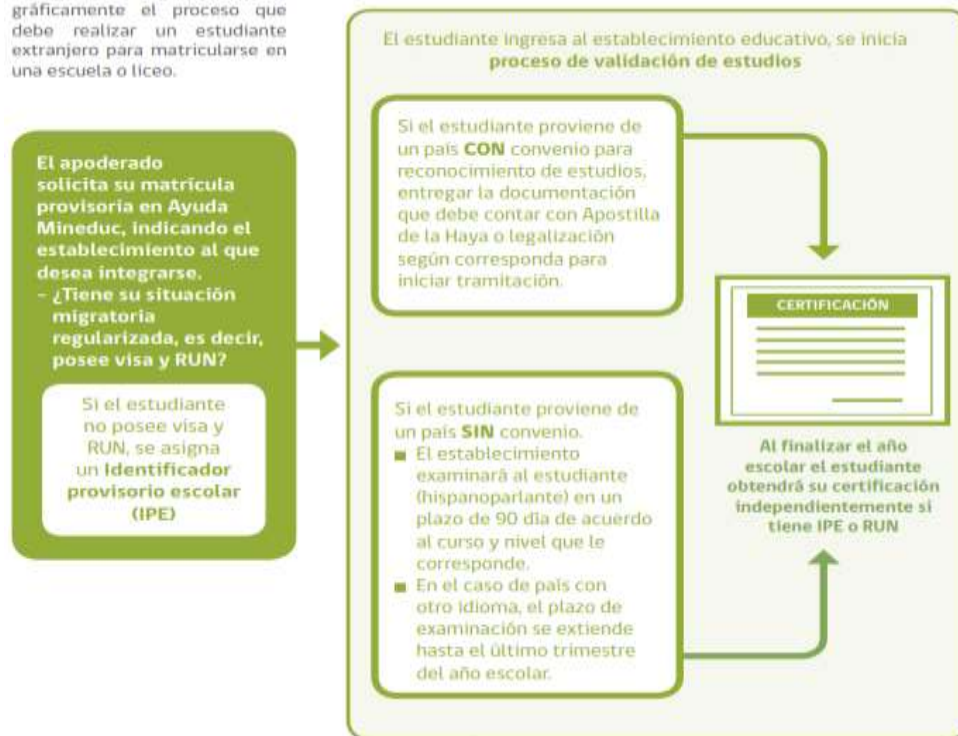 gráficamente el proceso que
debe realizar un estudiante
extranjero para matricularse en
una escuela o liceo.
El apoderado
solicita su matrícula
provisoria en Ayuda
Mineduc, indicando el
establecimiento al que
desea integrarse.
– ¿Tiene su situación
migratoria
regularizada, es decir,
posee visa y RUN?
Si el estudiante
no posee visa y
RUN, se asigna
un Identificador
provisorio escolar
(IPE)
El estudiante ingresa al establecimiento educativo, se inicia
proceso de validación de estudios
Si el estudiante proviene de
un país CON convenio para
reconocimiento de estudios,
entregar la documentación
que debe contar con Apostilla
de la Haya o legalización
según corresponda para
iniciar tramitación.
Si el estudiante proviene de
un país SIN convenio.
■ El establecimiento
examinará al estudiante
(hispanoparlante) en un
plazo de 90 día de acuerdo
al curso y nivel que le
corresponde.
■ En el caso de país con
otro idioma, el plazo de
examinación se extiende
hasta el último trimestre
del año escolar.
CERTIFICACIÓN
Al finalizar el año
escolar el estudiante
obtendrá su certificación
independientemente si
tiene IPE o RUN